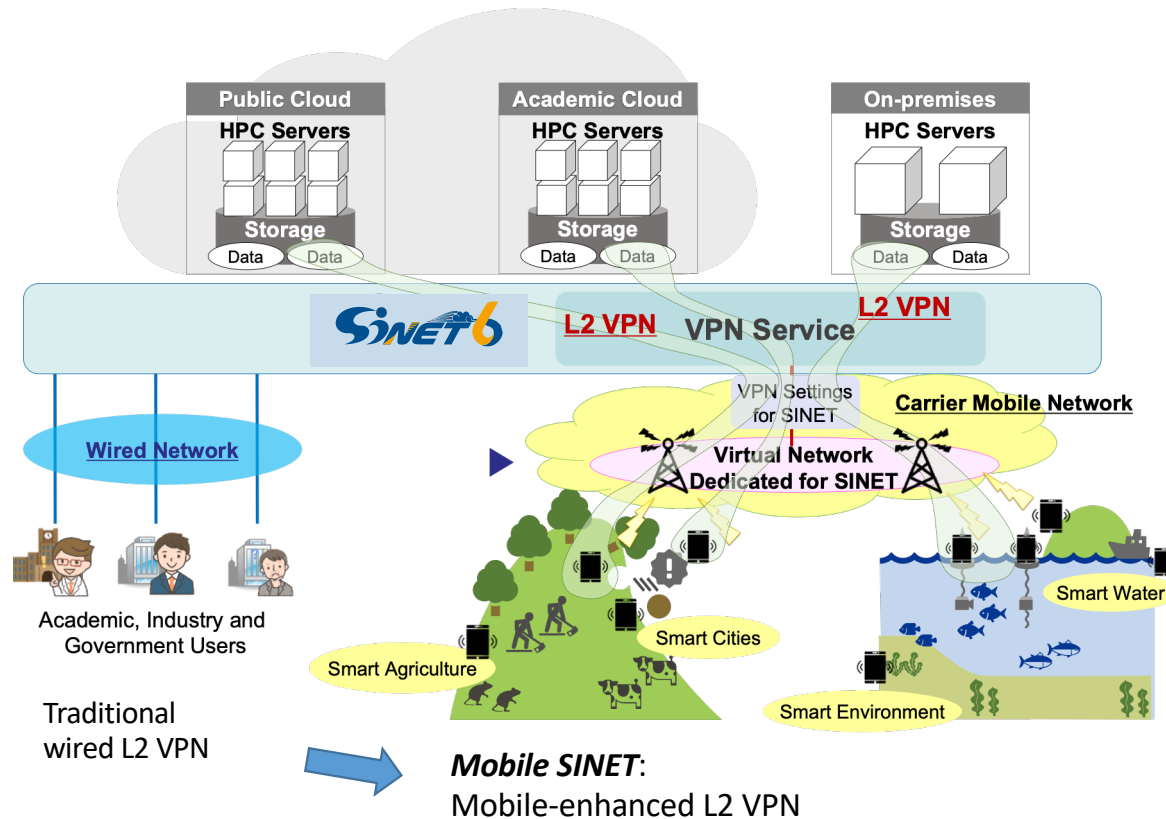 Public Cloud
HPC Servers
Storage
Data
Data
Academic Cloud
HPC Servers
Storage
Data
Data
On-premises
HPC Servers
Storage
Data
Data
SINET6
L2 VPN
VPN Service
L2 VPN
VPN Settings
for SINET
Carrier Mobile Network
Wired Network
Virtual Network
Dedicated for SINET
Academic, Industry and
Government Users
Smart Agriculture
Smart Cities
Smart Water
Smart Environment
Traditional
wired L2 VPN
Mobile SINET:
Mobile-enhanced L2 VPN